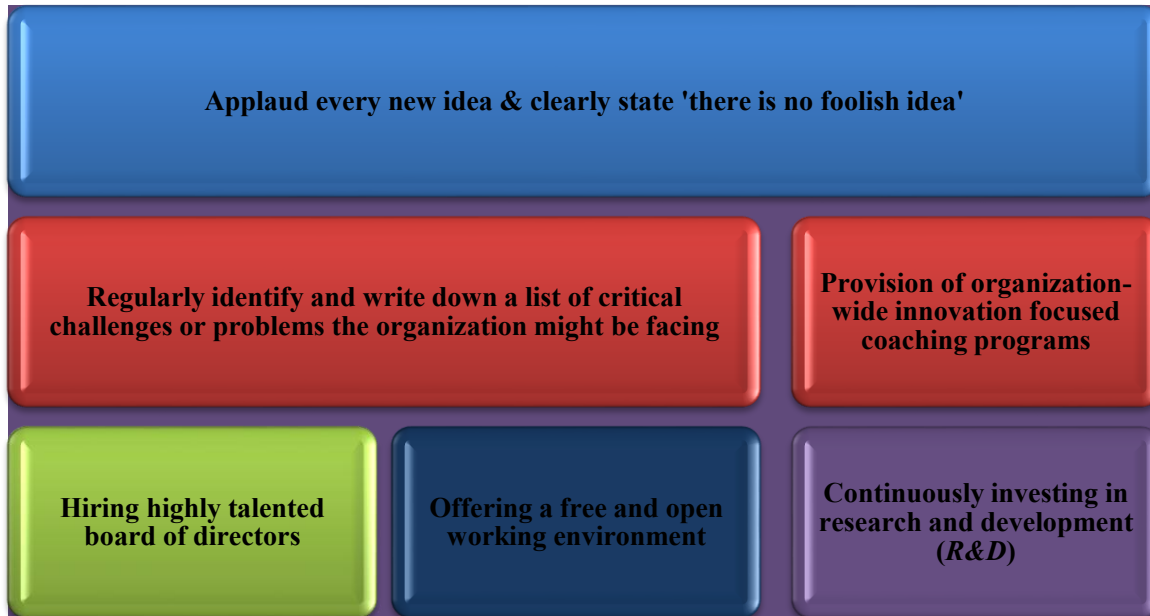 Applaud every new idea & clearly state 'there is no foolish idea'
Regularly identify and write down a list of critical
challenges or problems the organization might be facing
Provision of organization-
wide innovation focused
coaching programs
Hiring highly talented
board of directors
Offering a free and open
working environment
Continuously investing in
research and development
(R&D)